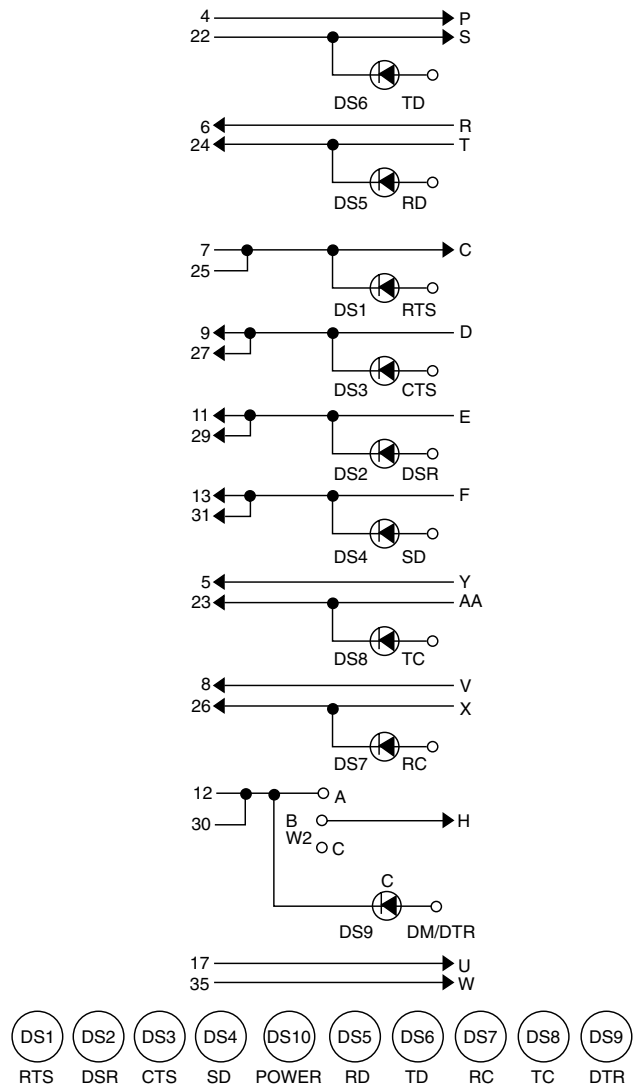 4 P
22 S
DS6 TD
6 R
24 T
DS5 RD
7 C
25
DS1 RTS
9 D
27
DS3 CTS
11 E
29
DS2 DSR
13 F
31
DS4 SD
5 Y
23 AA
DS8 TC
8 V
26 X
DS7 RC
12 A
30 B H
W2
C
C
DS9 DM/DTR
17 U
35 W
DS1 DS2 DS3 DS4 DS10 DS5 DS6 DS7 DS8 DS9
RTS DSR CTS SD POWER RD TD RC TC DTR